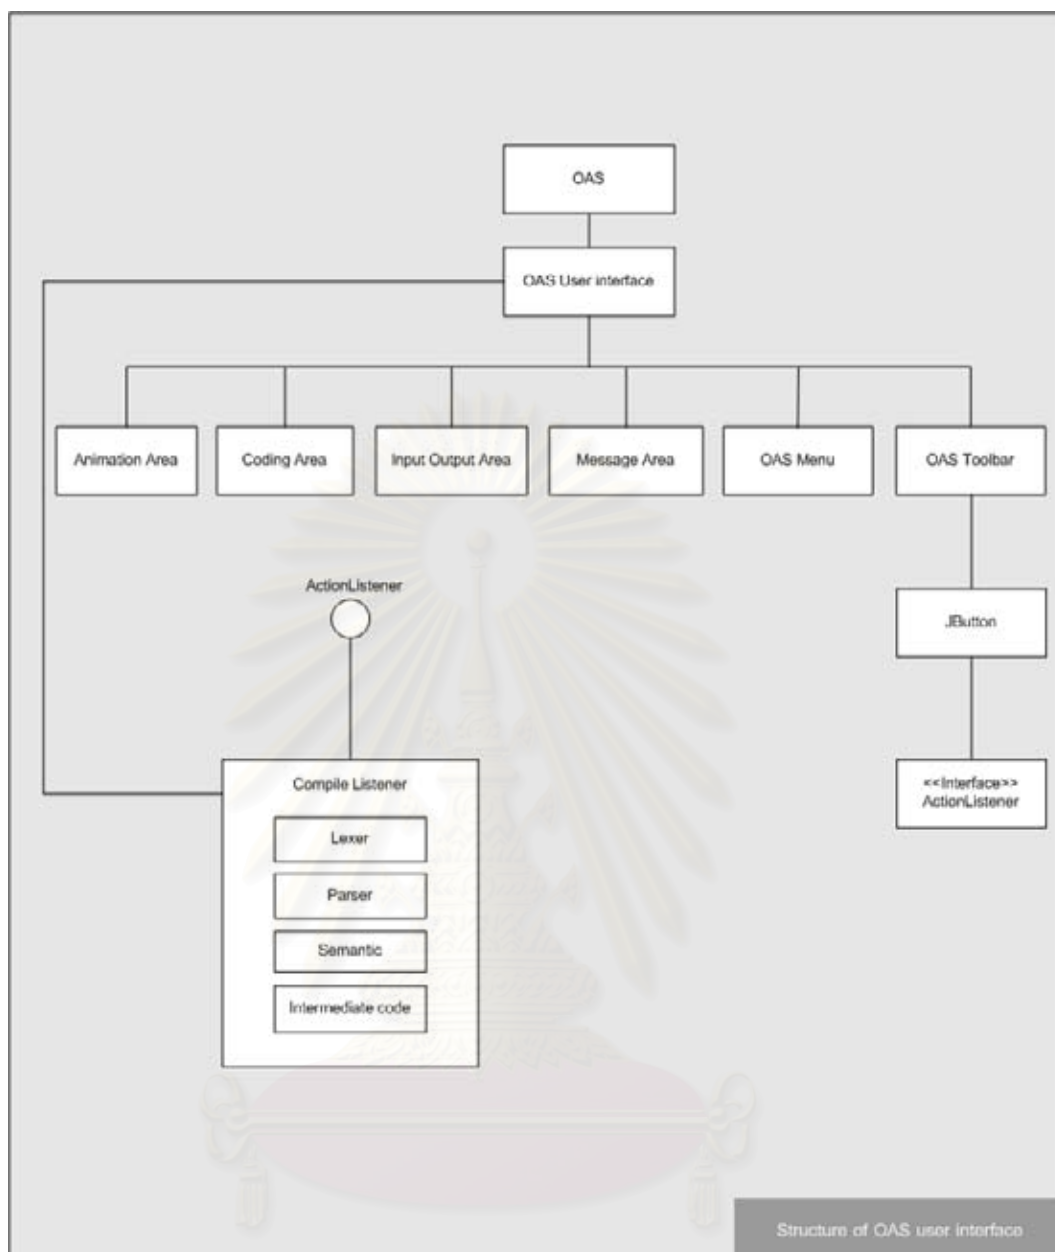 OAS
OAS User interface
Animation Area
Coding Area
Input Output Area
Message Area
OAS Menu
OAS Toolbar
ActionListener
JButton
Compile Listener
<<Interface>>
ActionListener
Lexer
Parser
Semantic
Intermediate code
Structure of OAS user interface